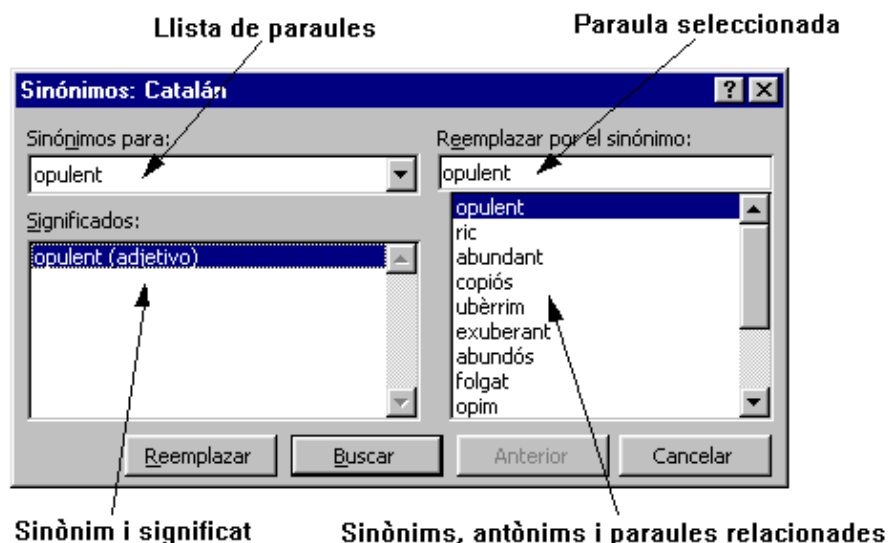 Llista de paraules
Paraula seleccionada
Sinónimos: Catalán
Sinónimos para:
opulent
Reemplazar por el sinónimo:
opulent
Significados:
opulent (adjetivo)
opulent
ric
abundant
copiós
ubèrrim
exuberant
abundós
folgat
opim
Reemplazar
Buscar
Anterior
Cancelar
Sinònim i significat
Sinònims, antònims i paraules relacionades